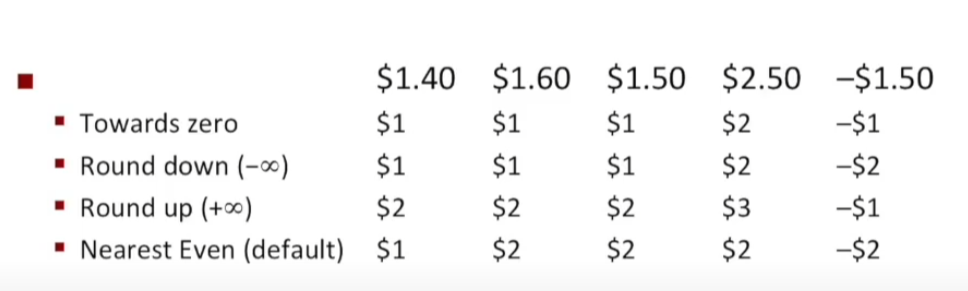 $1.40 $1.60 $1.50 $2.50 –$1.50
Towards zero $1 $1 $1 $2 –$1
Round down (−∞) $1 $1 $1 $2 –$2
Round up (+∞) $2 $2 $2 $3 –$1
Nearest Even (default) $1 $2 $2 $2 –$2